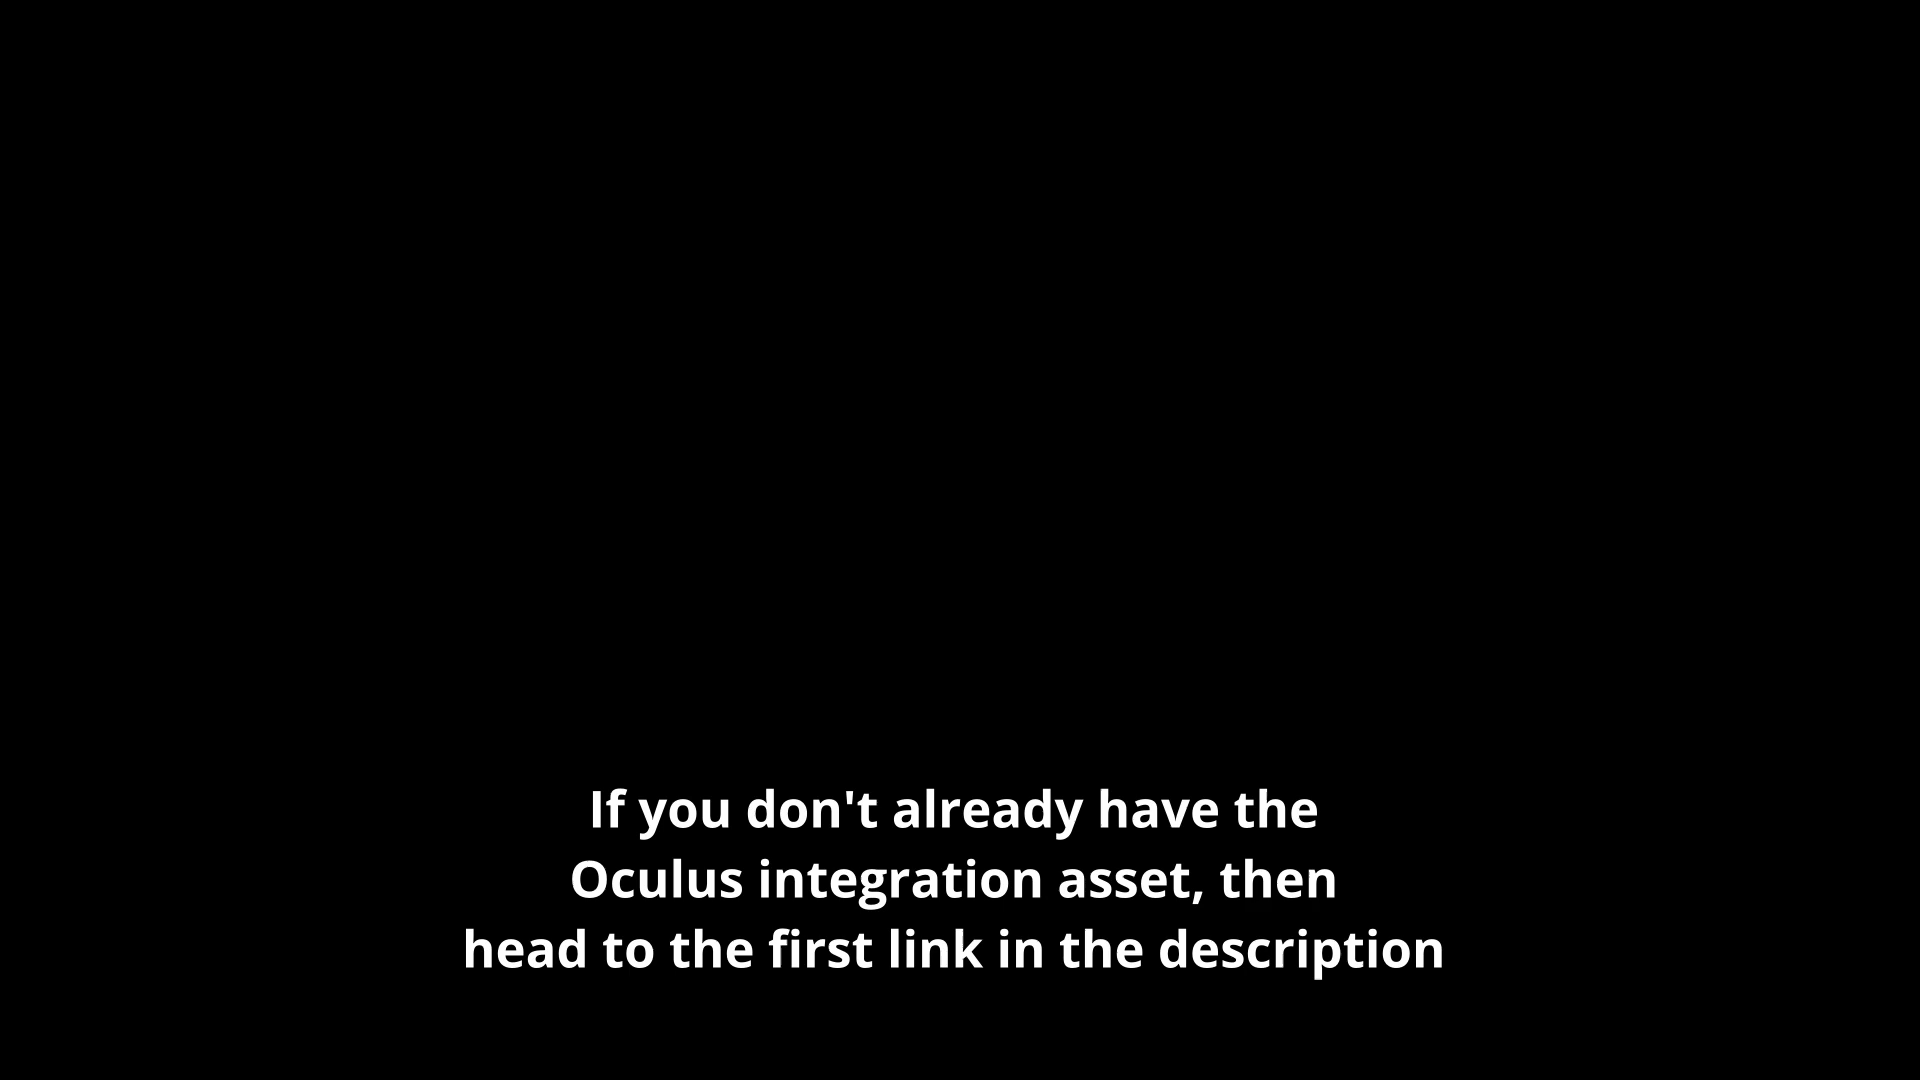 If you don't already have the
Oculus integration asset, then
head to the first link in the description